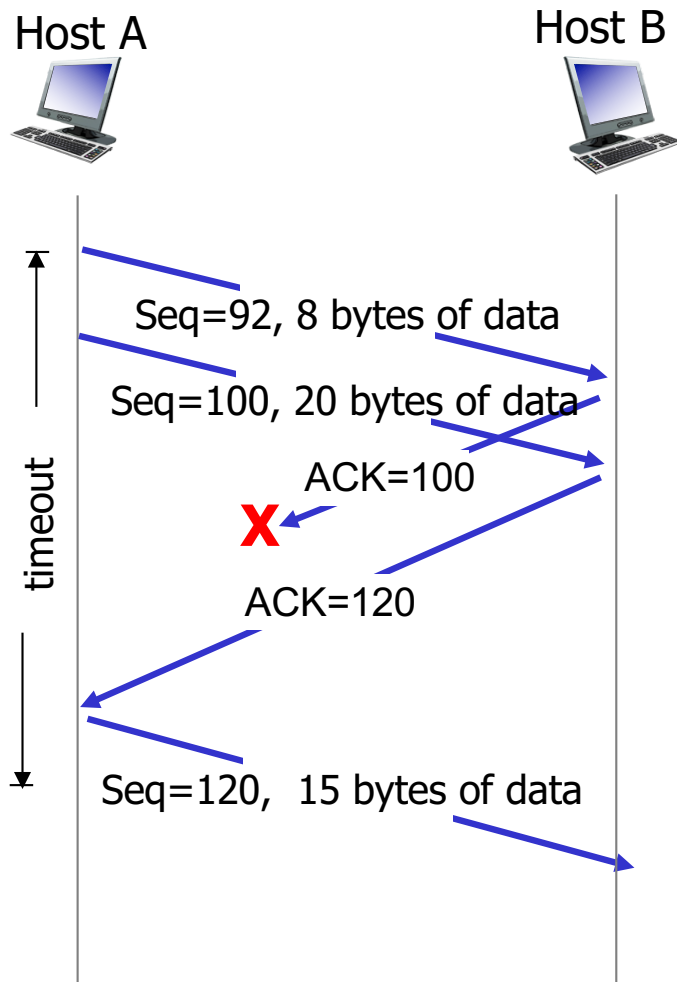 Host A
Host B
Seq=92, 8 bytes of data
Seq=100, 20 bytes of data
ACK=100
X
timeout
ACK=120
Seq=120, 15 bytes of data